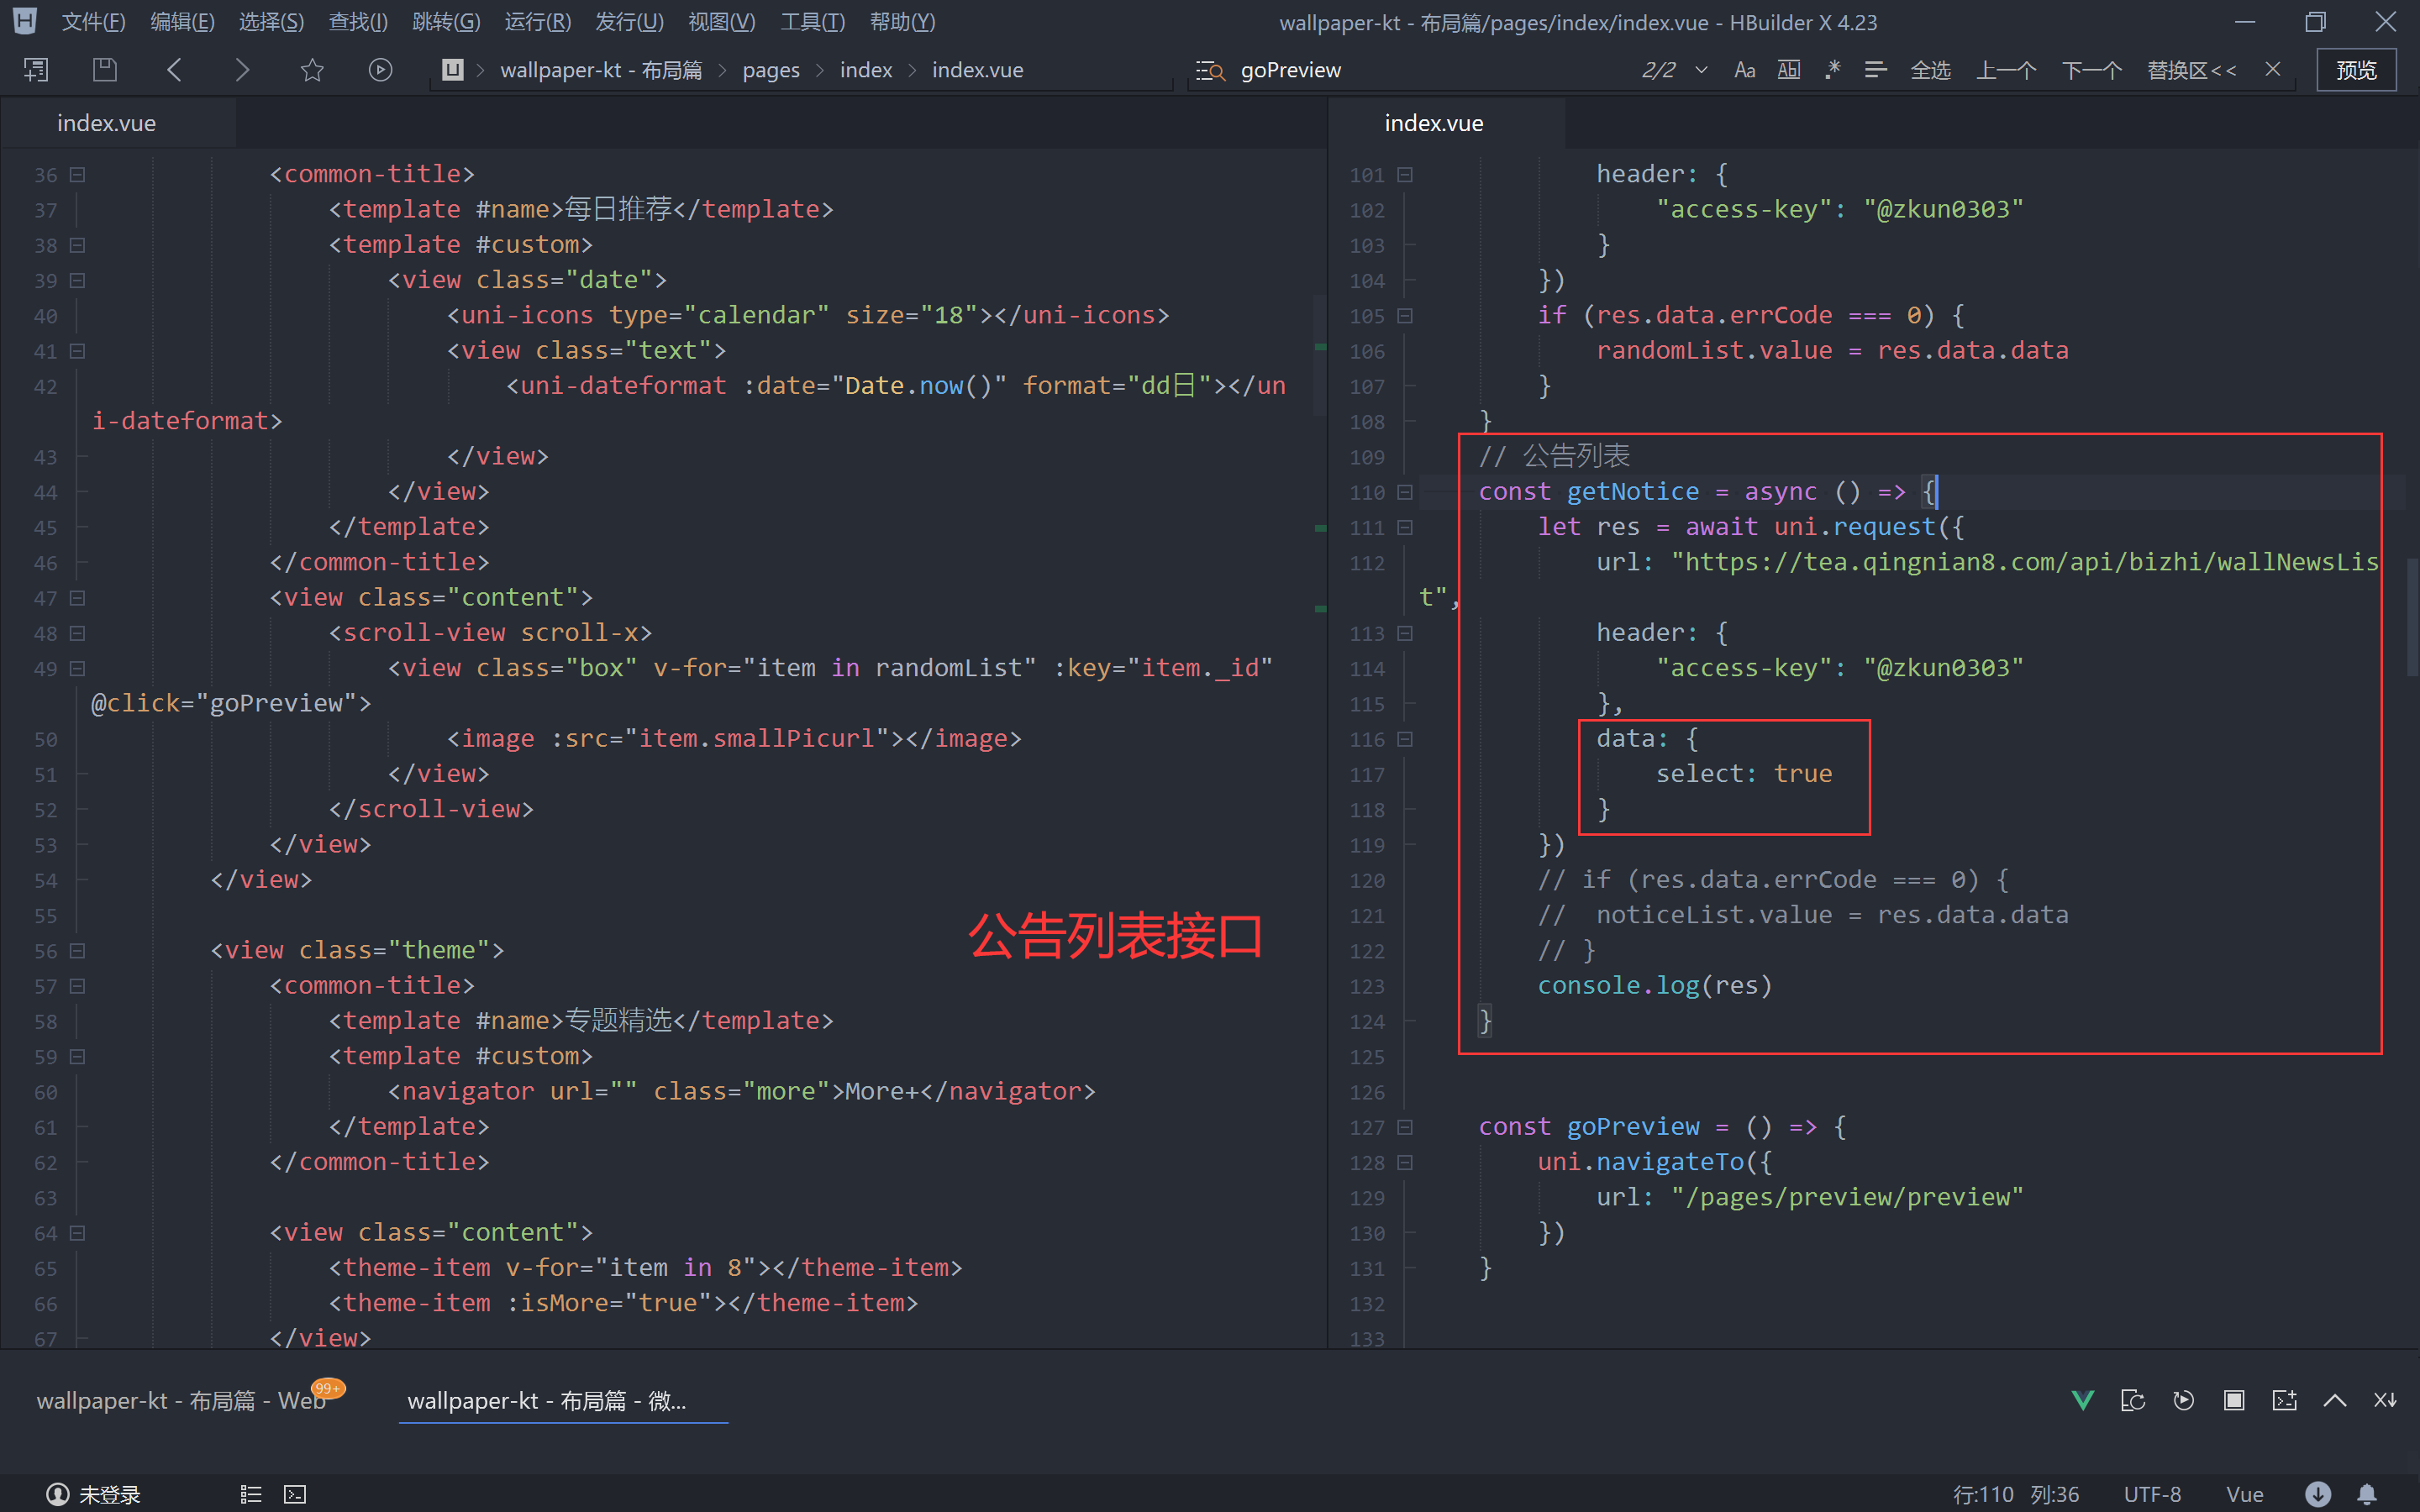 文件(F) 编辑(E) 选择(S) 查找(I) 跳转(G) 运行(R) 发行(U) 视图(V) 工具(T) 帮助(Y) wallpaper-kt - 布局篇/pages/index/index.vue - HBuilder X 4.23
U wallpaper-kt - 布局篇 pages index index.vue goPreview 2/2 Aa Ab .* 全选 上一个 下一个 替换区<< 预览
index.vue
36 <common-title>
37 <template #name>每日推荐</template>
38 <template #custom>
39 <view class="date">
40 <uni-icons type="calendar" size="18"></uni-icons>
41 <view class="text">
42 <uni-dateformat :date="Date.now()" format="dd日"></un
i-dateformat>
43 </view>
44 </view>
45 </template>
46 </common-title>
47 <view class="content">
48 <scroll-view scroll-x>
49 <view class="box" v-for="item in randomList" :key="item._id"
@click="goPreview">
50 <image :src="item.smallPicurl"></image>
51 </view>
52 </scroll-view>
53 </view>
54 </view>
55
56 <view class="theme">
57 <common-title>
58 <template #name>专题精选</template>
59 <template #custom>
60 <navigator url="" class="more">More+</navigator>
61 </template>
62 </common-title>
63
64 <view class="content">
65 <theme-item v-for="item in 8"></theme-item>
66 <theme-item :isMore="true"></theme-item>
67 </view>
公告列表接口
index.vue
101 header: {
102 "access-key": "@zkun0303"
103 }
104 })
105 if (res.data.errCode === 0) {
106 randomList.value = res.data.data
107 }
108 }
109 // 公告列表
110 const getNotice = async () => {
111 let res = await uni.request({
112 url: "https://tea.qingnian8.com/api/bizhi/wallNewsLis
t",
113 header: {
114 "access-key": "@zkun0303"
115 },
116 data: {
117 select: true
118 }
119 })
120 // if (res.data.errCode === 0) {
121 // noticeList.value = res.data.data
122 // }
123 console.log(res)
124 }
125
126
127 const goPreview = () => {
128 uni.navigateTo({
129 url: "/pages/preview/preview"
130 })
131 }
132
133
wallpaper-kt - 布局篇 - Web 99+ wallpaper-kt - 布局篇 - 微...
未登录 行:110 列:36 UTF-8 Vue